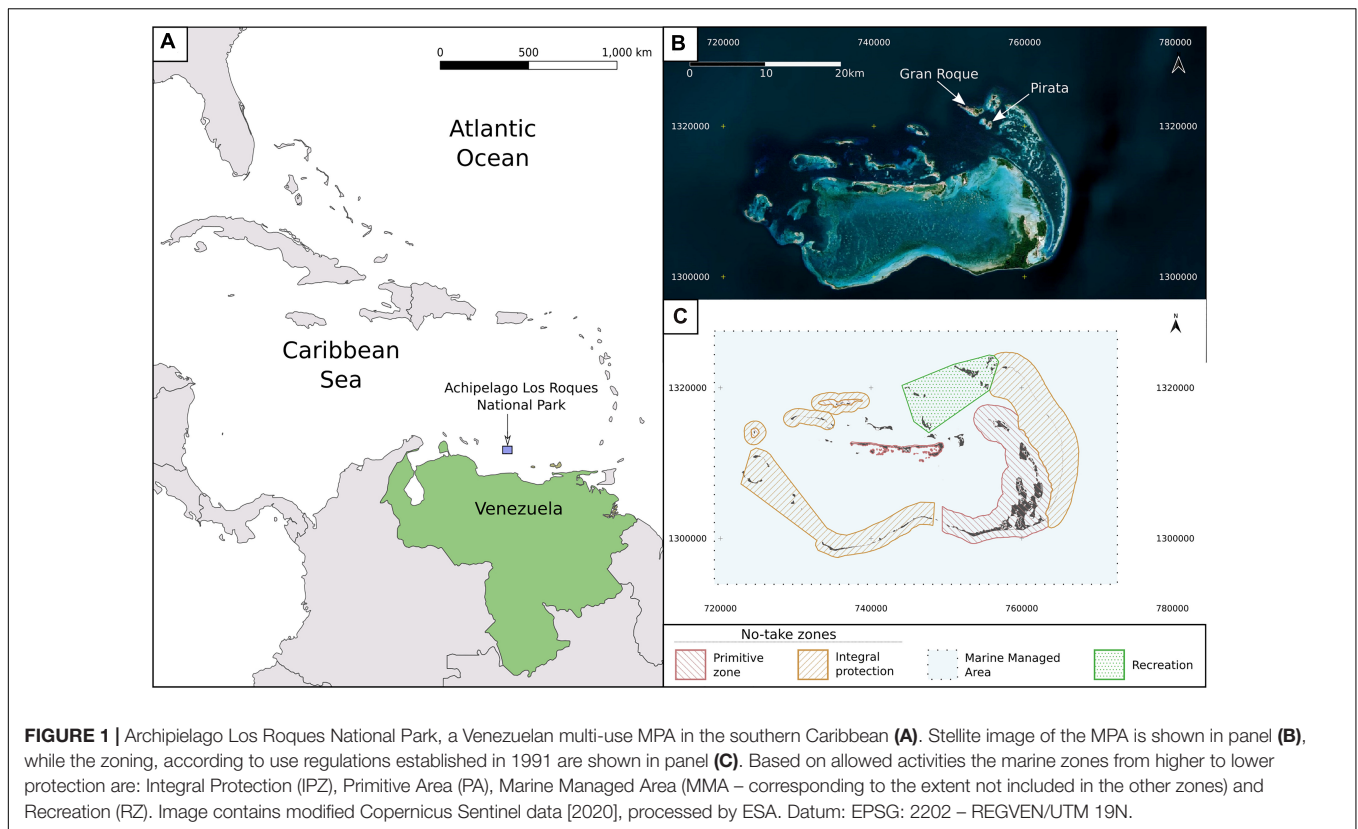 A
0 500 1,000 km
Atlantic
Ocean
Caribbean
Sea
Achipelago Los Roques
National Park
Venezuela
B
720000 740000 760000 780000
0 10 20km
Gran Roque
Pirata
1320000 1320000
1300000 1300000
C
N
1320000 1320000
1300000 1300000
720000 740000 760000 780000
No-take zones
Primitive
zone
Integral
protection
Marine Managed
Area
Recreation
FIGURE 1 | Archipielago Los Roques National Park, a Venezuelan multi-use MPA in the southern Caribbean (A). Stellite image of the MPA is shown in panel (B),
while the zoning, according to use regulations established in 1991 are shown in panel (C). Based on allowed activities the marine zones from higher to lower
protection are: Integral Protection (IPZ), Primitive Area (PA), Marine Managed Area (MMA – corresponding to the extent not included in the other zones) and
Recreation (RZ). Image contains modified Copernicus Sentinel data [2020], processed by ESA. Datum: EPSG: 2202 – REGVEN/UTM 19N.